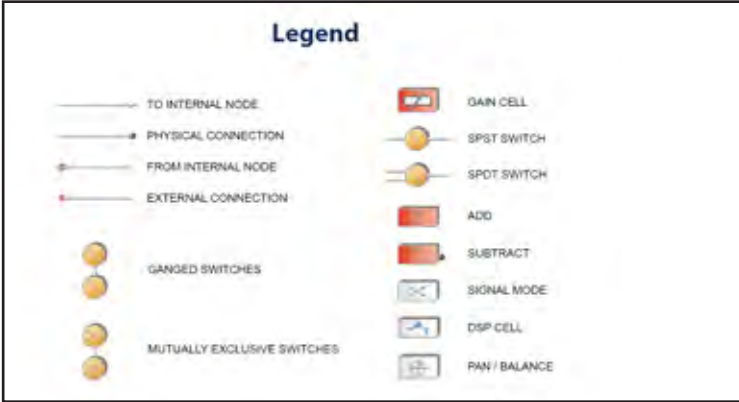 Legend
TO INTERNAL NODE
PHYSICAL CONNECTION
FROM INTERNAL NODE
EXTERNAL CONNECTION
GANGED SWITCHES
MUTUALLY EXCLUSIVE SWITCHES
GAIN CELL
SPST SWITCH
SPDT SWITCH
ADD
SUBTRACT
SIGNAL MODE
DSP CELL
PAN / BALANCE